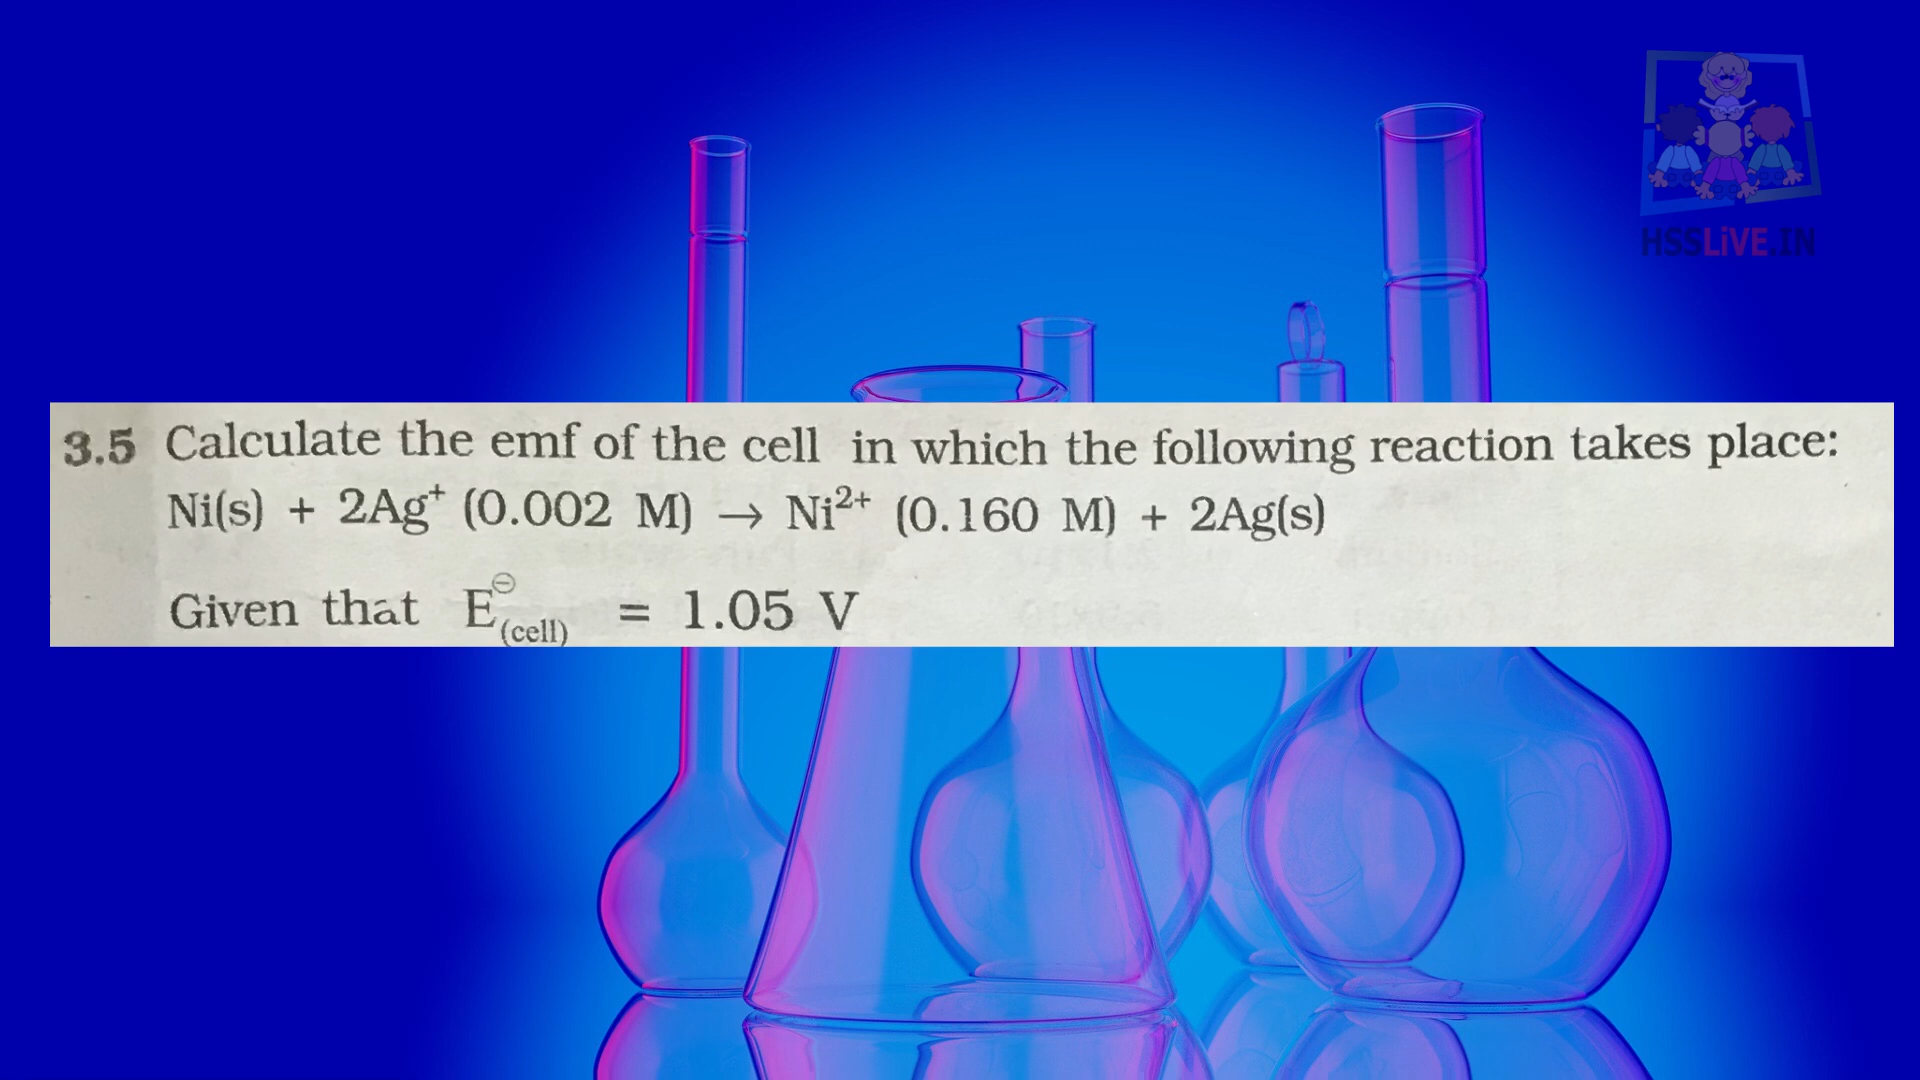 HSSLiVE.IN
3.5 Calculate the emf of the cell in which the following reaction takes place:
Ni(s) + 2Ag⁺ (0.002 M) → Ni²⁺ (0.160 M) + 2Ag(s)
Given that E⊖(cell) = 1.05 V